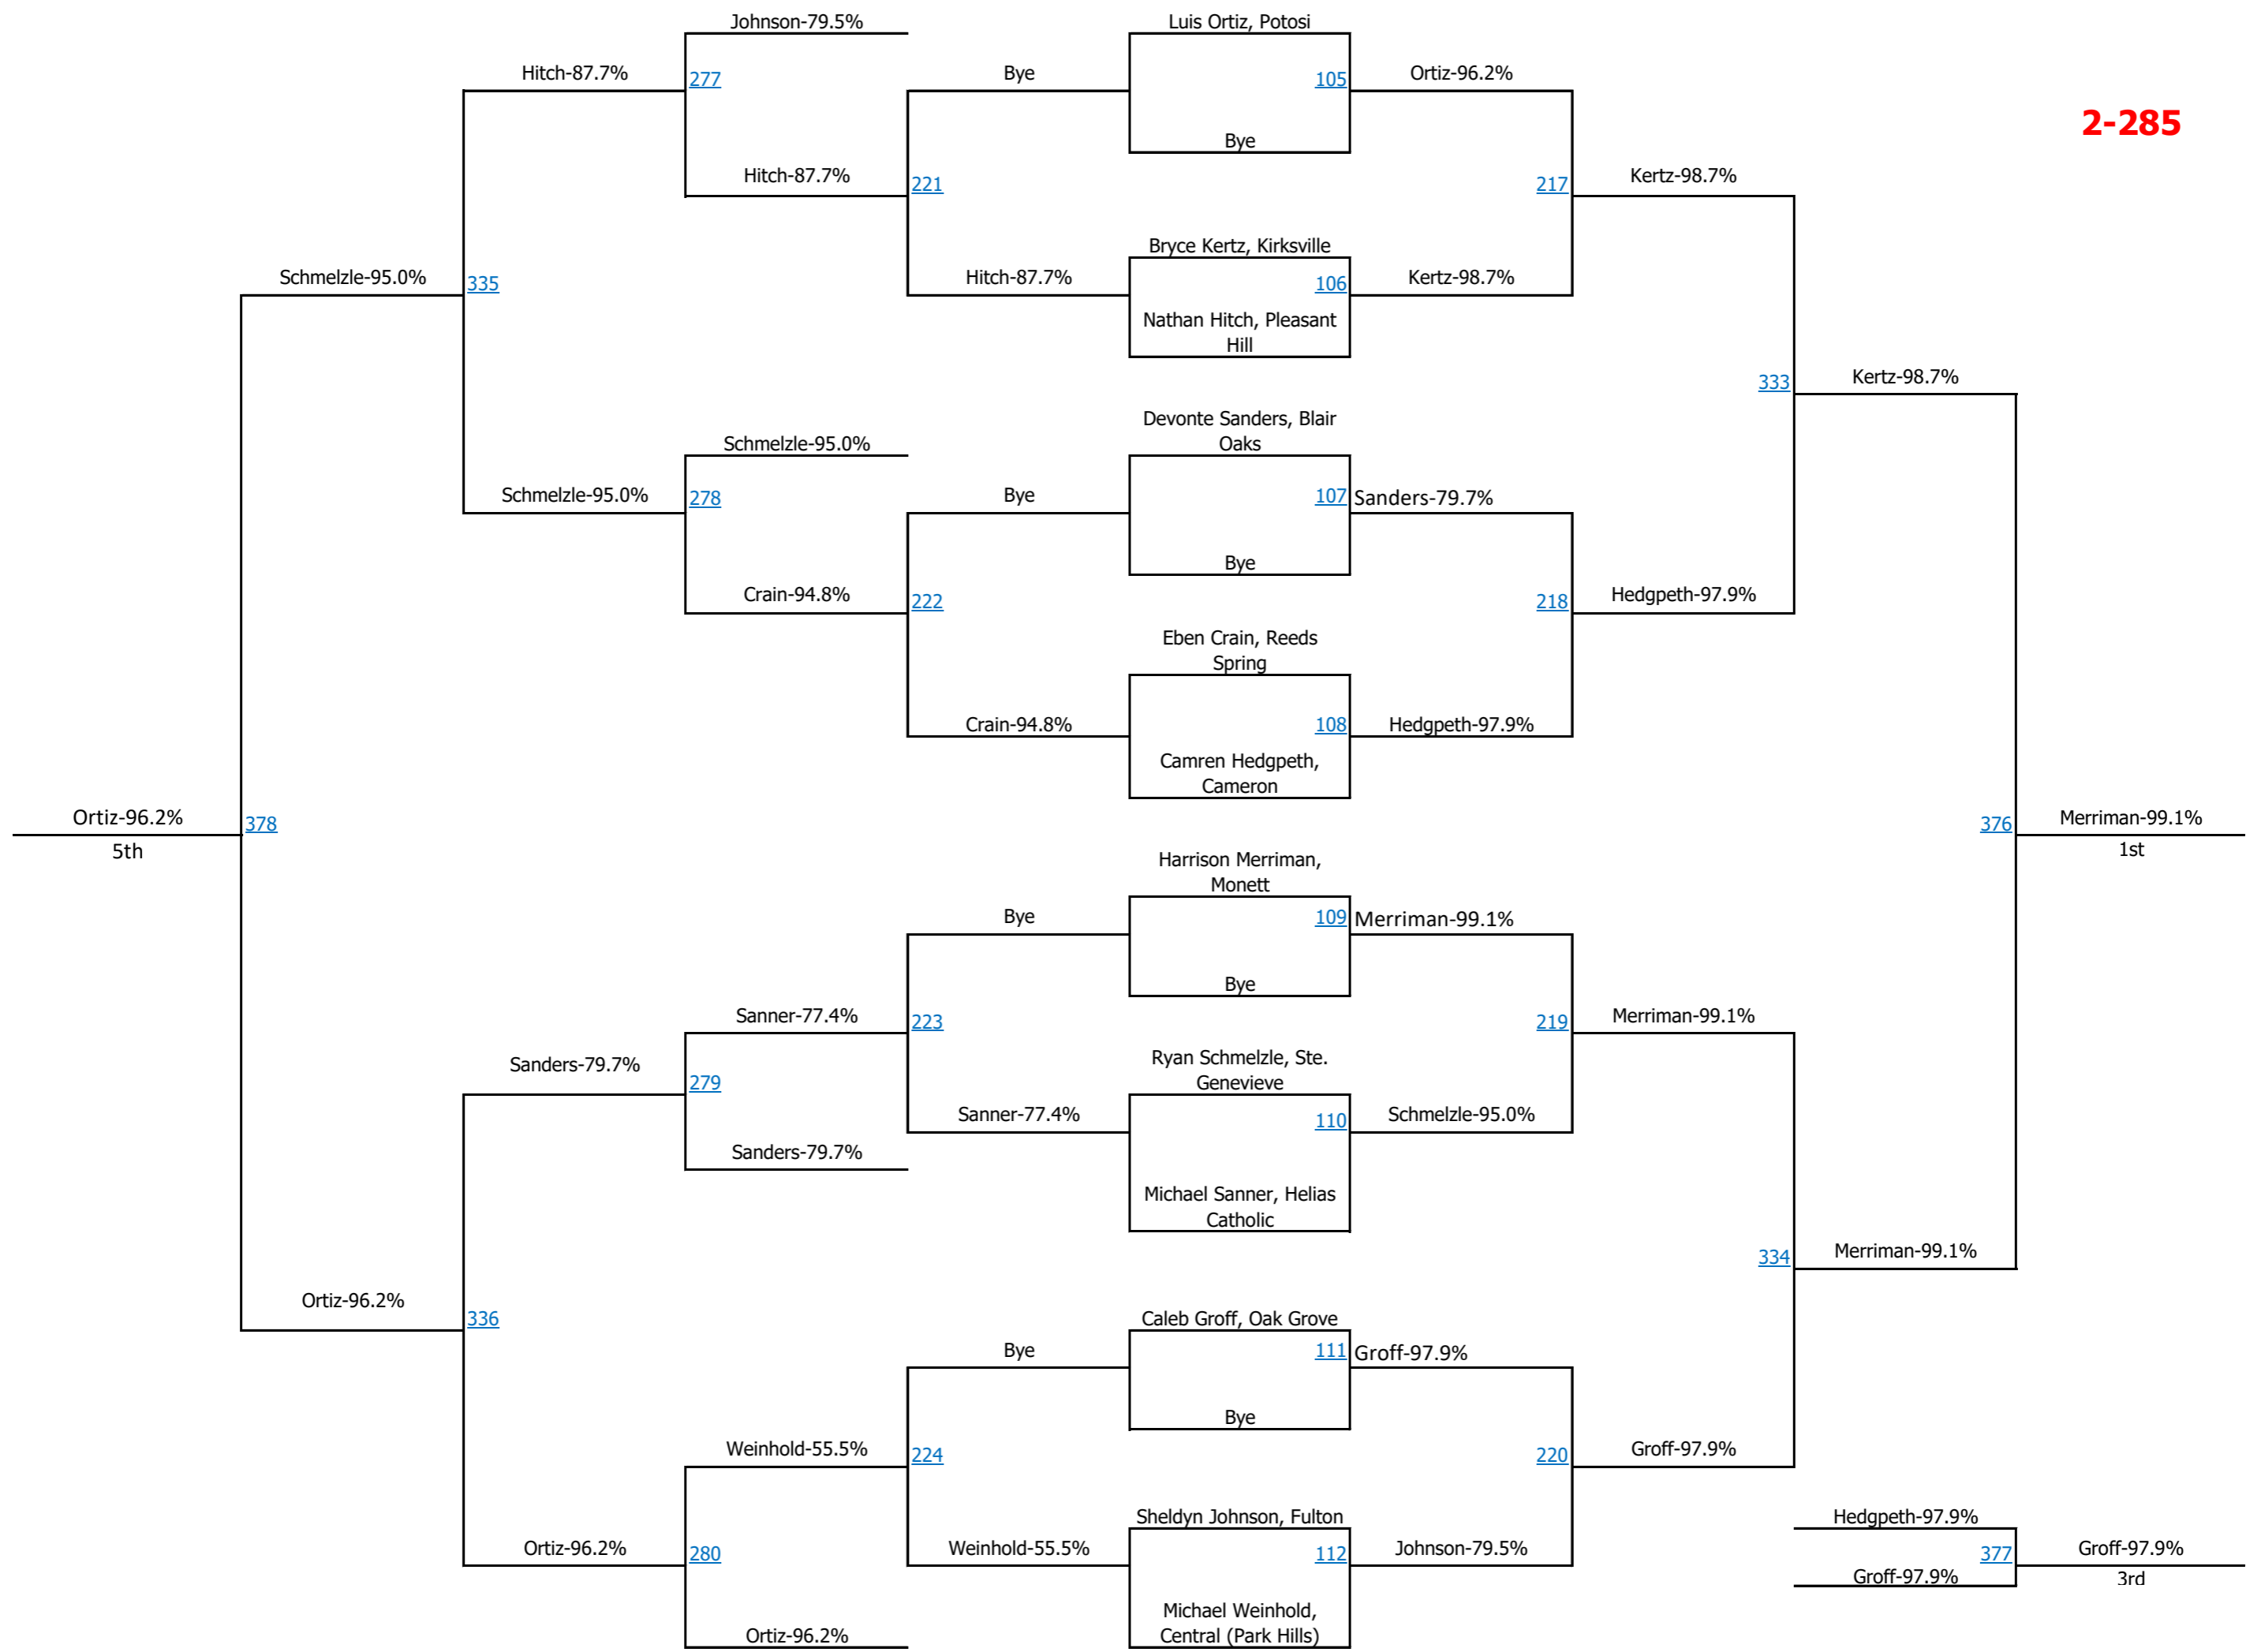 Johnson-79.5%
Luis Ortiz, Potosi
Hitch-87.7%
277
Bye
105
Ortiz-96.2%
2-285
Bye
Hitch-87.7%
221
217
Kertz-98.7%
Bryce Kertz, Kirksville
Schmelzle-95.0%
335
Hitch-87.7%
106
Kertz-98.7%
Nathan Hitch, Pleasant
Hill
333
Kertz-98.7%
Devonte Sanders, Blair
Oaks
Schmelzle-95.0%
Schmelzle-95.0%
278
Bye
107
Sanders-79.7%
Bye
Crain-94.8%
222
218
Hedgpeth-97.9%
Eben Crain, Reeds
Spring
Crain-94.8%
108
Hedgpeth-97.9%
Camren Hedgpeth,
Cameron
Ortiz-96.2%
378
5th
376
Merriman-99.1%
1st
Harrison Merriman,
Monett
Bye
109
Merriman-99.1%
Bye
Sanner-77.4%
223
219
Merriman-99.1%
Sanders-79.7%
279
Ryan Schmelzle, Ste.
Genevieve
Sanner-77.4%
110
Schmelzle-95.0%
Sanders-79.7%
Michael Sanner, Helias
Catholic
334
Merriman-99.1%
Ortiz-96.2%
336
Caleb Groff, Oak Grove
Bye
111
Groff-97.9%
Bye
Weinhold-55.5%
224
220
Groff-97.9%
Sheldyn Johnson, Fulton
Hedgpeth-97.9%
Ortiz-96.2%
280
Weinhold-55.5%
112
Johnson-79.5%
377
Groff-97.9%
Groff-97.9%
3rd
Michael Weinhold,
Central (Park Hills)
Ortiz-96.2%